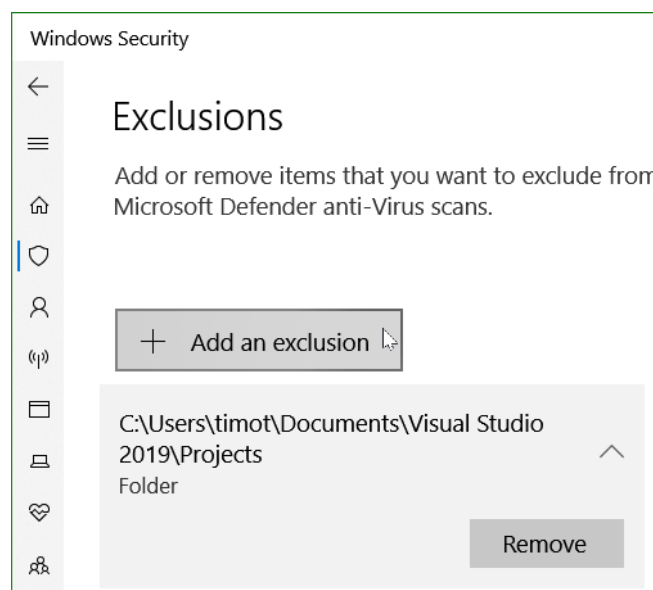 Windows Security
Exclusions
Add or remove items that you want to exclude from
Microsoft Defender anti-Virus scans.
Add an exclusion
C:\Users\timot\Documents\Visual Studio
2019\Projects
Folder
Remove